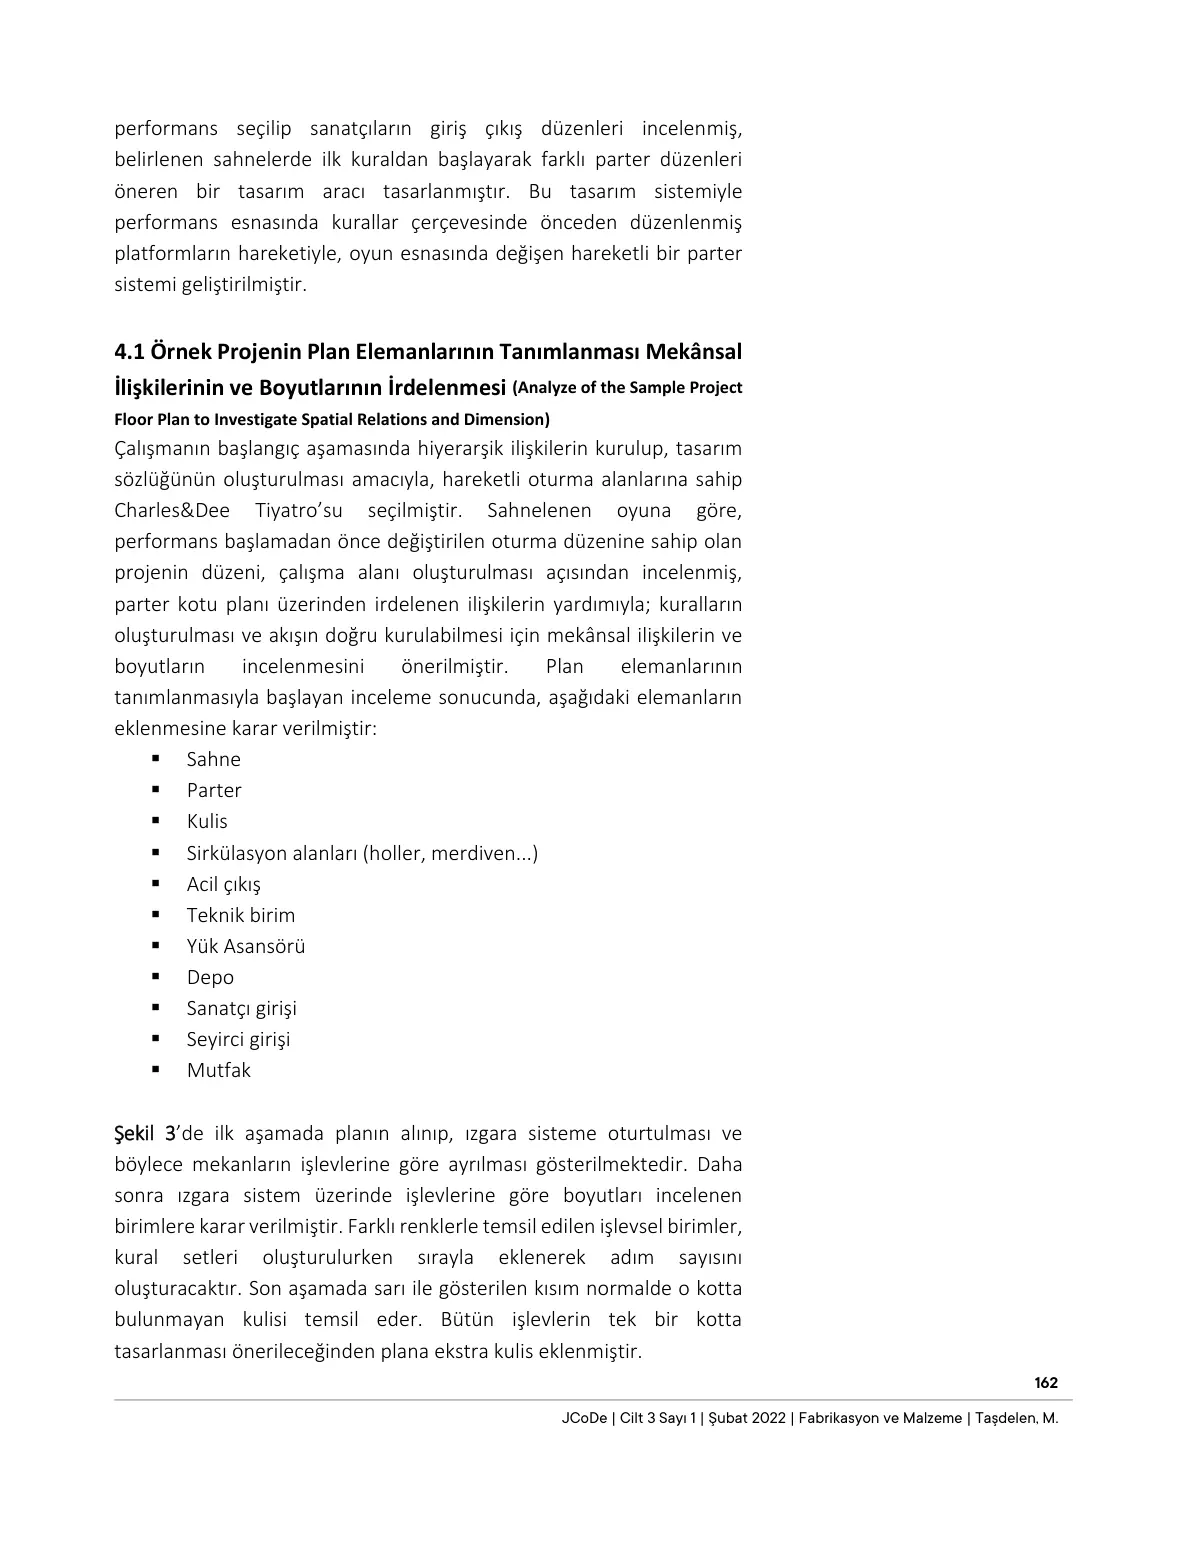 performans seçilip sanatçıların giriş çıkış düzenleri incelenmiş,
belirlenen sahnelerde ilk kuraldan başlayarak farklı parter düzenleri
öneren bir tasarım aracı tasarlanmıştır. Bu tasarım sistemiyle
performans esnasında kurallar çerçevesinde önceden düzenlenmiş
platformların hareketiyle, oyun esnasında değişen hareketli bir parter
sistemi geliştirilmiştir.
4.1 Örnek Projenin Plan Elemanlarının Tanımlanması Mekânsal
İlişkilerinin ve Boyutlarının İrdelenmesi (Analyze of the Sample Project
Floor Plan to Investigate Spatial Relations and Dimension)
Çalışmanın başlangıç aşamasında hiyerarşik ilişkilerin kurulup, tasarım
sözlüğünün oluşturulması amacıyla, hareketli oturma alanlarına sahip
Charles&Dee Tiyatro’su seçilmiştir. Sahnelenen oyuna göre,
performans başlamadan önce değiştirilen oturma düzenine sahip olan
projenin düzeni, çalışma alanı oluşturulması açısından incelenmiş,
parter kotu planı üzerinden irdelenen ilişkilerin yardımıyla; kuralların
oluşturulması ve akışın doğru kurulabilmesi için mekânsal ilişkilerin ve
boyutların incelenmesini önerilmiştir. Plan elemanlarının
tanımlanmasıyla başlayan inceleme sonucunda, aşağıdaki elemanların
eklenmesine karar verilmiştir:
▪ Sahne
▪ Parter
▪ Kulis
▪ Sirkülasyon alanları (holler, merdiven...)
▪ Acil çıkış
▪ Teknik birim
▪ Yük Asansörü
▪ Depo
▪ Sanatçı girişi
▪ Seyirci girişi
▪ Mutfak
Şekil 3’de ilk aşamada planın alınıp, ızgara sisteme oturtulması ve
böylece mekanların işlevlerine göre ayrılması gösterilmektedir. Daha
sonra ızgara sistem üzerinde işlevlerine göre boyutları incelenen
birimlere karar verilmiştir. Farklı renklerle temsil edilen işlevsel birimler,
kural setleri oluşturulurken sırayla eklenerek adım sayısını
oluşturacaktır. Son aşamada sarı ile gösterilen kısım normalde o kotta
bulunmayan kulisi temsil eder. Bütün işlevlerin tek bir kotta
tasarlanması önerileceğinden plana ekstra kulis eklenmiştir.
162
JCoDe | Cilt 3 Sayı 1 | Şubat 2022 | Fabrikasyon ve Malzeme | Taşdelen, M.